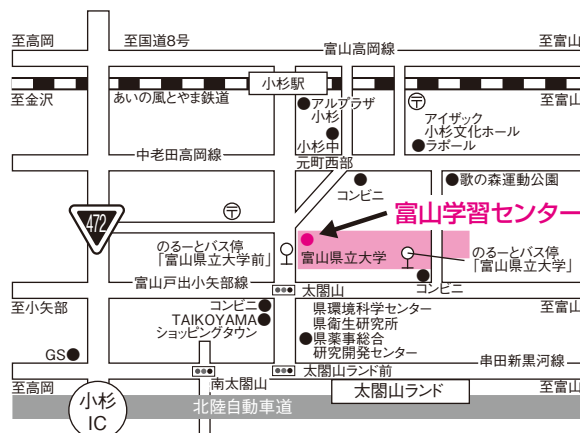 至高岡
至国道8号
富山高岡線
至富山
小杉駅
至金沢
あいの風とやま鉄道
至富山
アルプラザ
小杉
小杉中
〒
アイザック
小杉文化ホール
ラポール
中老田高岡線
元町西部
コンビニ
歌の森運動公園
472
〒
富山学習センター
のるーとバス停
「富山県立大学前」
富山県立大学
のるーとバス停
「富山県立大学」
コンビニ
富山戸出小矢部線
太閤山
至小矢部
コンビニ
TAIKOYAMA
ショッピングタウン
県環境科学センター
県衛生研究所
県薬事総合
研究開発センター
至富山
GS
串田新黒河線
太閤山ランド前
至高岡
南太閤山
太閤山ランド
至富山
小杉
IC
北陸自動車道